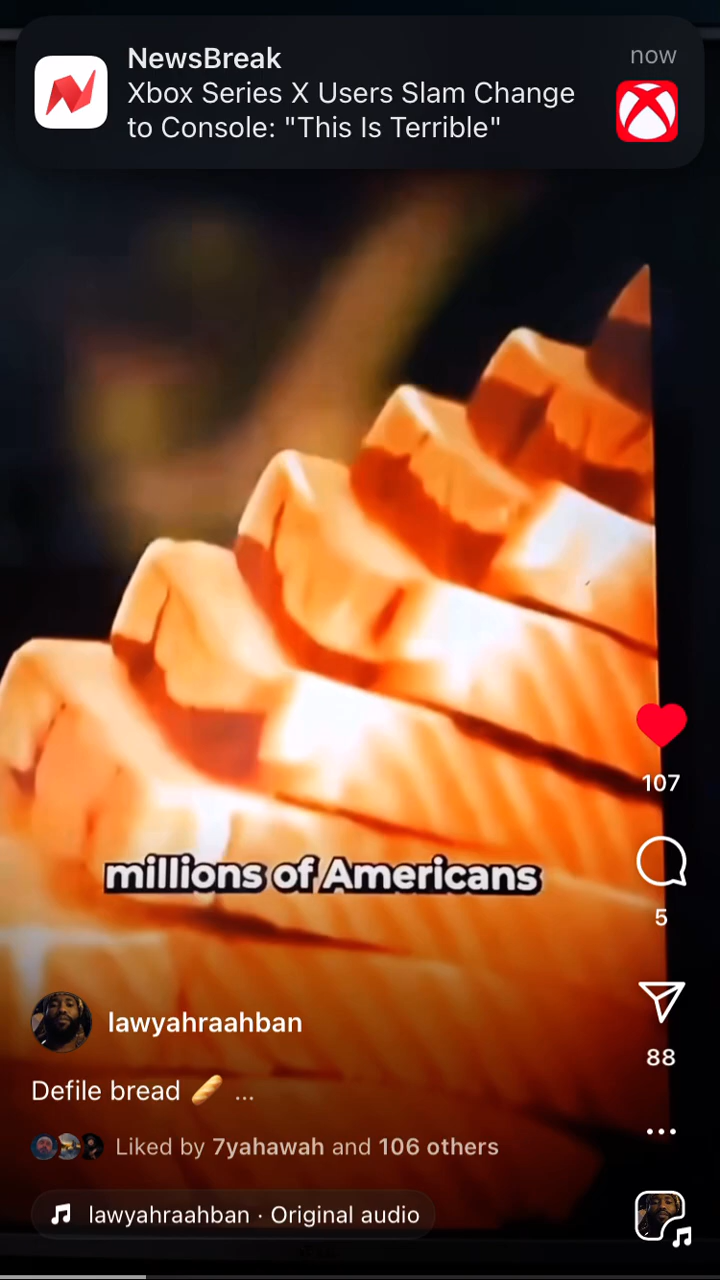 NewsBreak
now
Xbox Series X Users Slam Change
to Console: "This Is Terrible"
107
millions of Americans
5
lawyahraahban
88
Defile bread 🥖 ...
Liked by 7yahawah and 106 others
lawyahraahban · Original audio